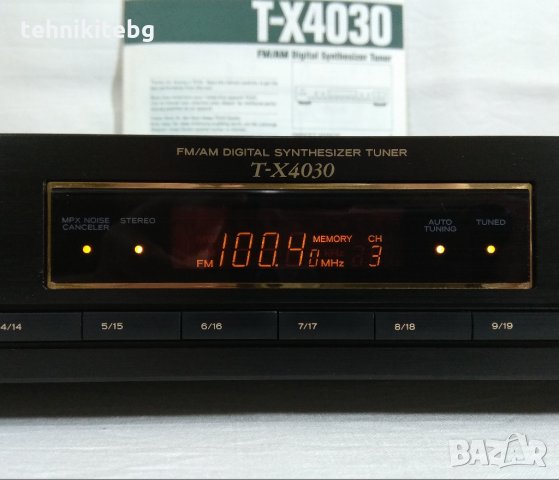 tehnikitebg
T-X4030
FM/AM Digital Synthesizer Tuner
FM/AM DIGITAL SYNTHESIZER TUNER
T-X4030
MPX NOISE CANCELER
STEREO
AUTO TUNING
TUNED
MEMORY CH
FM 100.40 MHz 3
4/14 5/15 6/16 7/17 8/18 9/19
BAZAR